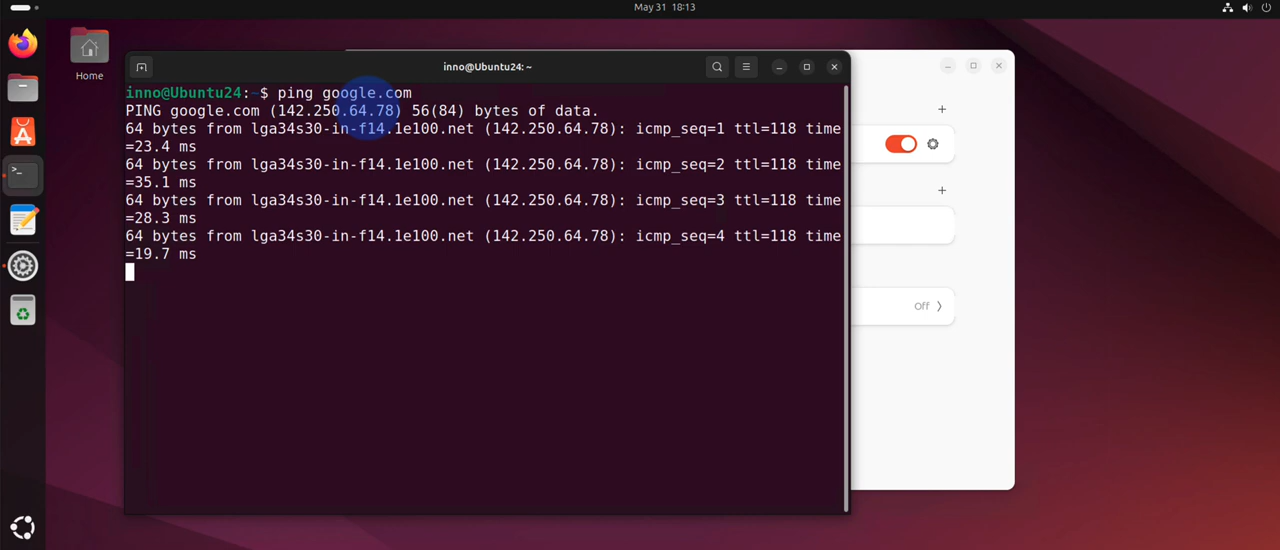 May 31 18:13
Home
inno@Ubuntu24: ~
inno@Ubuntu24:~$ ping google.com
PING google.com (142.250.64.78) 56(84) bytes of data.
64 bytes from lga34s30-in-f14.1e100.net (142.250.64.78): icmp_seq=1 ttl=118 time
=23.4 ms
64 bytes from lga34s30-in-f14.1e100.net (142.250.64.78): icmp_seq=2 ttl=118 time
=35.1 ms
64 bytes from lga34s30-in-f14.1e100.net (142.250.64.78): icmp_seq=3 ttl=118 time
=28.3 ms
64 bytes from lga34s30-in-f14.1e100.net (142.250.64.78): icmp_seq=4 ttl=118 time
=19.7 ms
Off